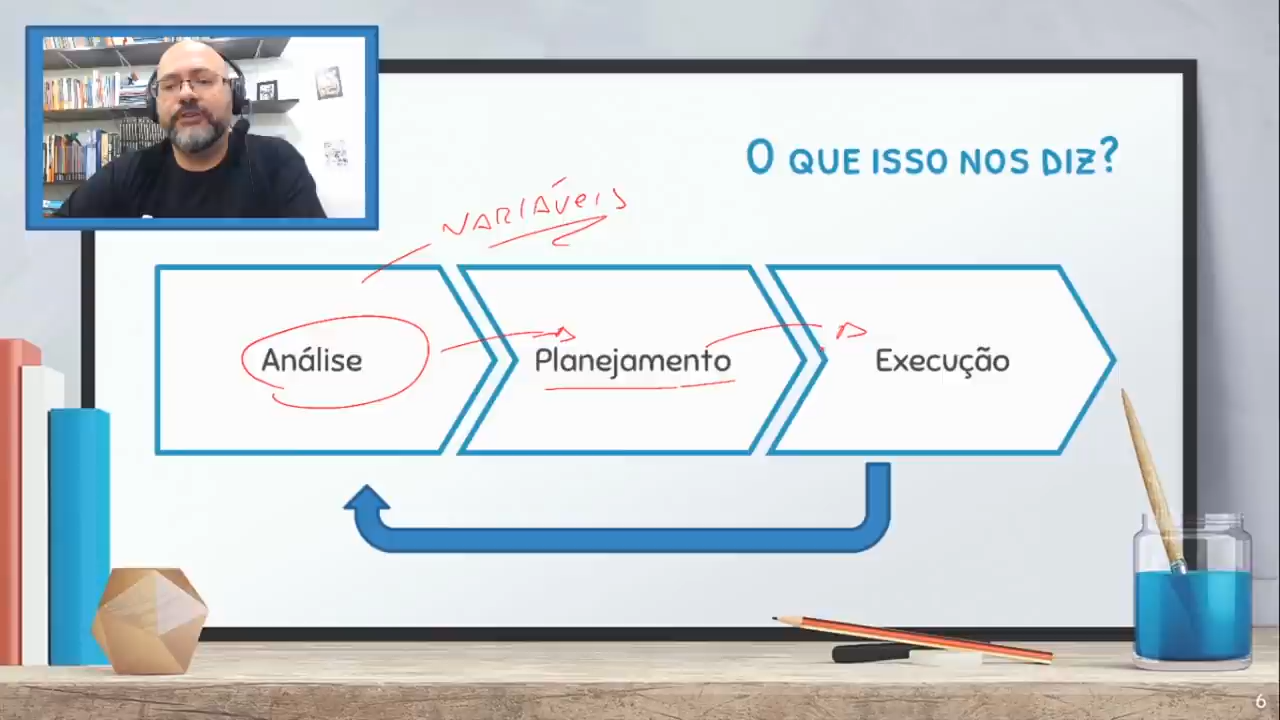 O QUE ISSO NOS DIZ?
VARIÁVEIS
Análise
Planejamento
Execução
6